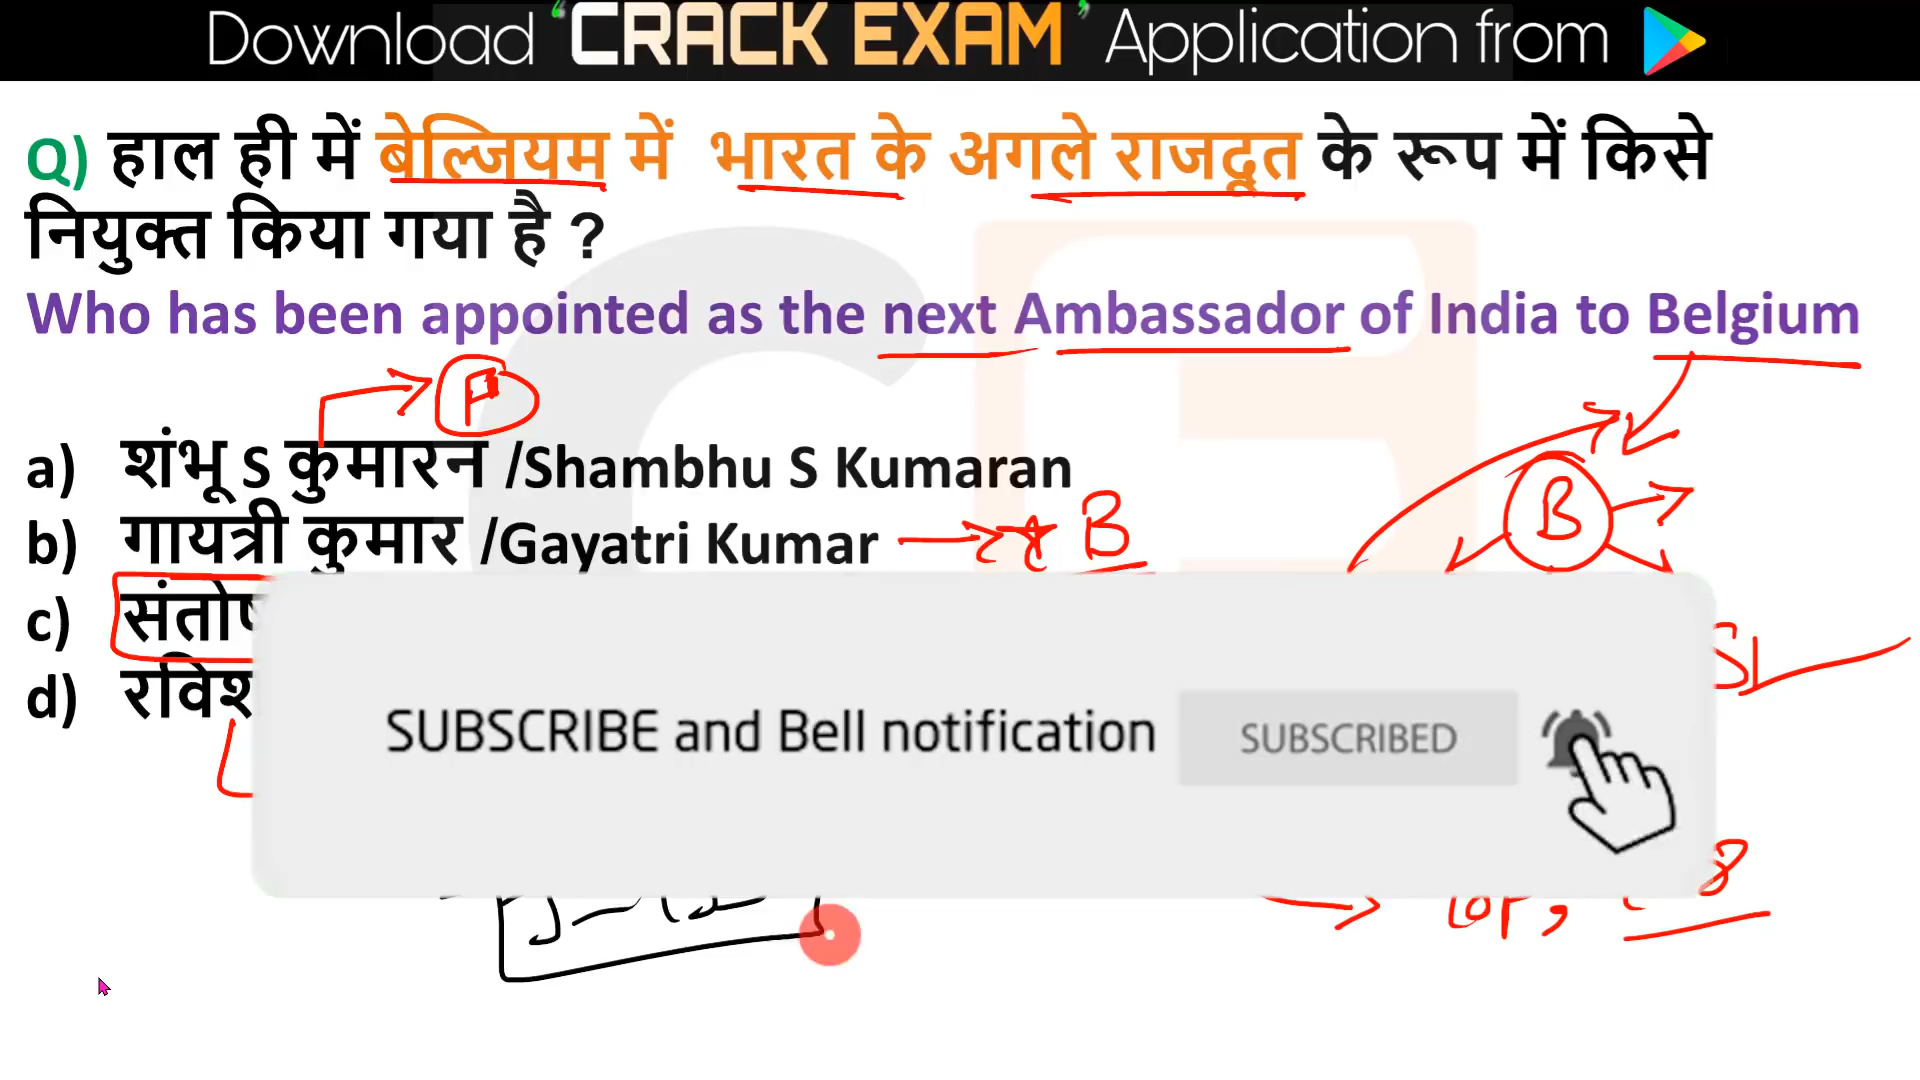 Download 'CRACK EXAM' Application from
Q) हाल ही में बेल्जियम में भारत के अगले राजदूत के रूप में किसे
नियुक्त किया गया है ?
Who has been appointed as the next Ambassador of India to Belgium
P
a) शंभू S कुमारन /Shambhu S Kumaran
b) गायत्री कुमार /Gayatri Kumar B
B
c)
d)
SL
SUBSCRIBE and Bell notification SUBSCRIBED